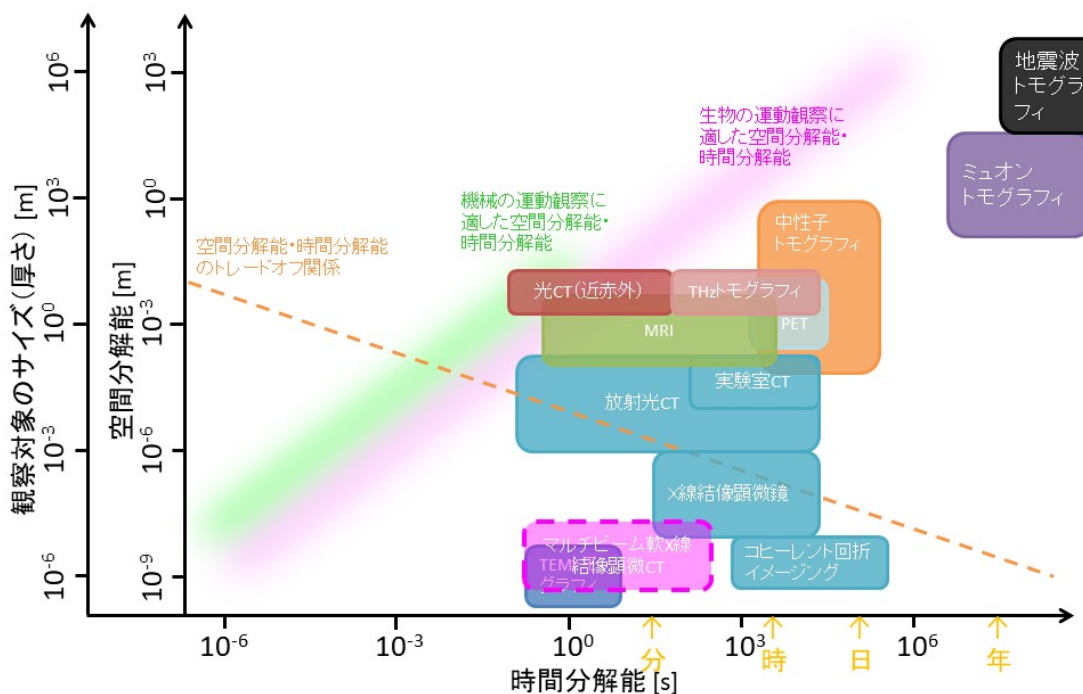 観察対象のサイズ(厚さ) [m]
10⁶
10³
10⁰
10⁻³
10⁻⁶
空間分解能 [m]
10³
10⁰
10⁻³
10⁻⁶
10⁻⁹
地震波
トモグラ
フィ
ミュオン
トモグラフィ
生物の運動観察に
適した空間分解能・
時間分解能
機械の運動観察に
適した空間分解能・
時間分解能
空間分解能・時間分解能
のトレードオフ関係
中性子
トモグラフィ
光CT(近赤外)
THzトモグラフィ
MRI
PET
実験室CT
放射光CT
X線結像顕微鏡
マルチビーム軟X線
結像顕微CT
TEM
グラフィ
コヒーレント回折
イメージング
10⁻⁶
10⁻³
10⁰
10³
10⁶
分
時
日
年
時間分解能 [s]